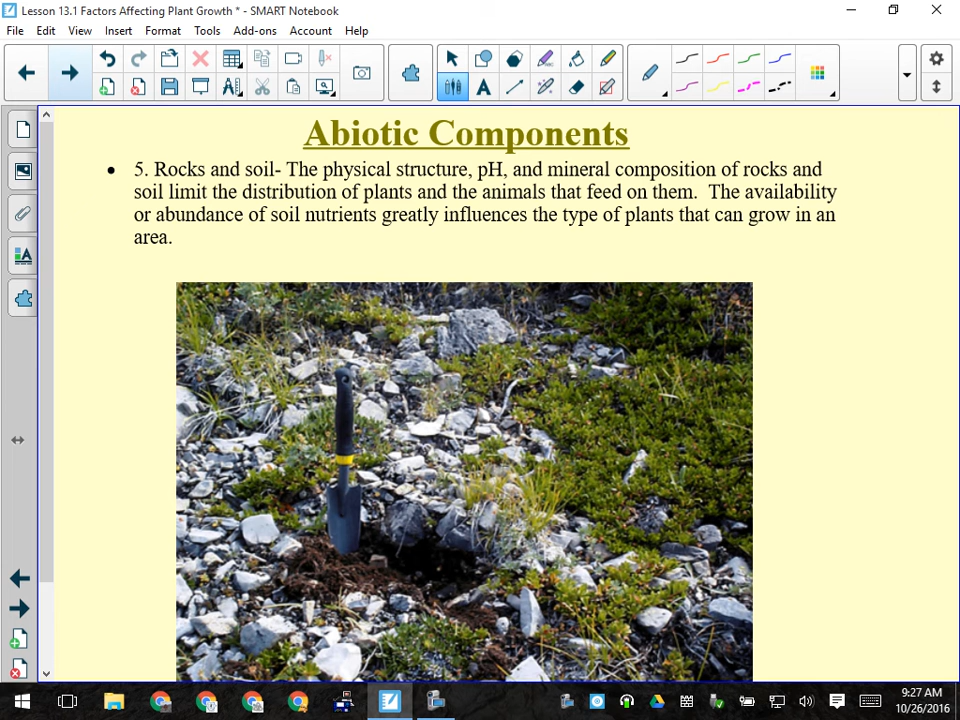 Lesson 13.1 Factors Affecting Plant Growth * - SMART Notebook
File Edit View Insert Format Tools Add-ons Account Help
Abiotic Components
• 5. Rocks and soil- The physical structure, pH, and mineral composition of rocks and
soil limit the distribution of plants and the animals that feed on them. The availability
or abundance of soil nutrients greatly influences the type of plants that can grow in an
area.
9:27 AM
10/26/2016